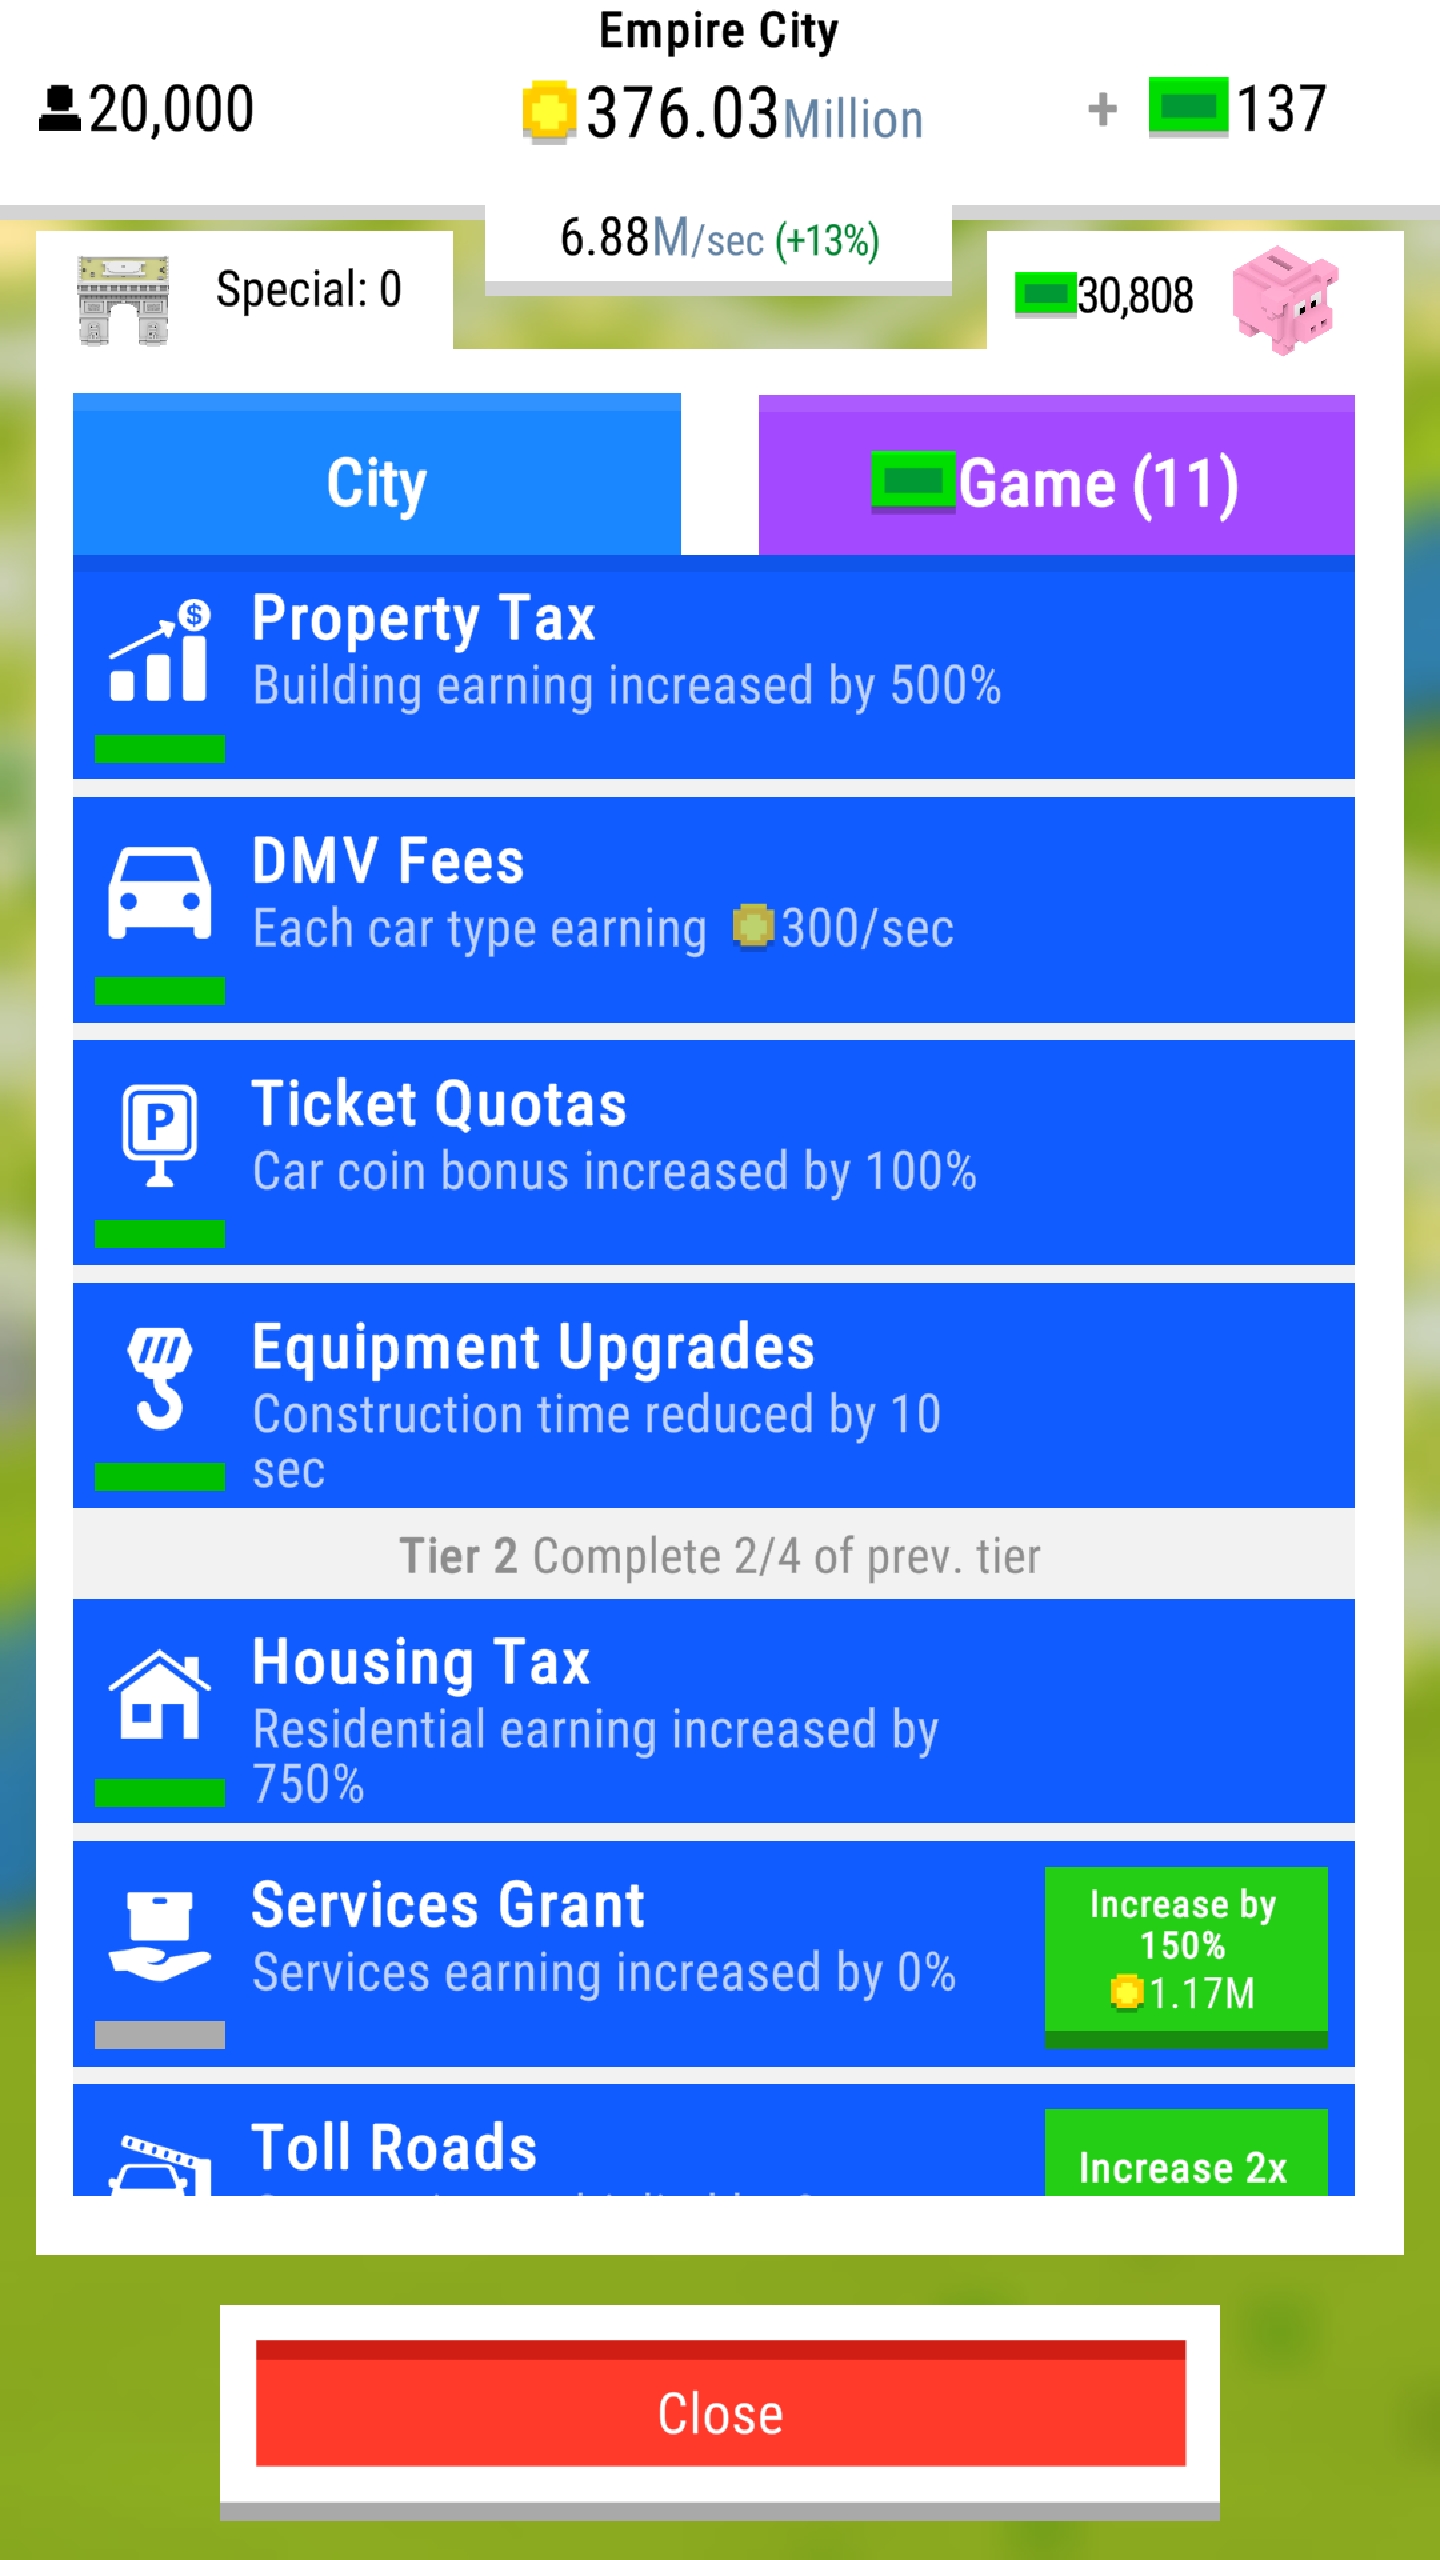 Empire City
20,000
376.03Million
+ 137
6.88M/sec (+13%)
Special: 0
30,808
City
Game (11)
Property Tax
Building earning increased by 500%
DMV Fees
Each car type earning 300/sec
P
Ticket Quotas
Car coin bonus increased by 100%
Equipment Upgrades
Construction time reduced by 10
sec
Tier 2 Complete 2/4 of prev. tier
Housing Tax
Residential earning increased by
750%
Services Grant
Services earning increased by 0%
Increase by
150%
1.17M
Toll Roads
Increase 2x
Close